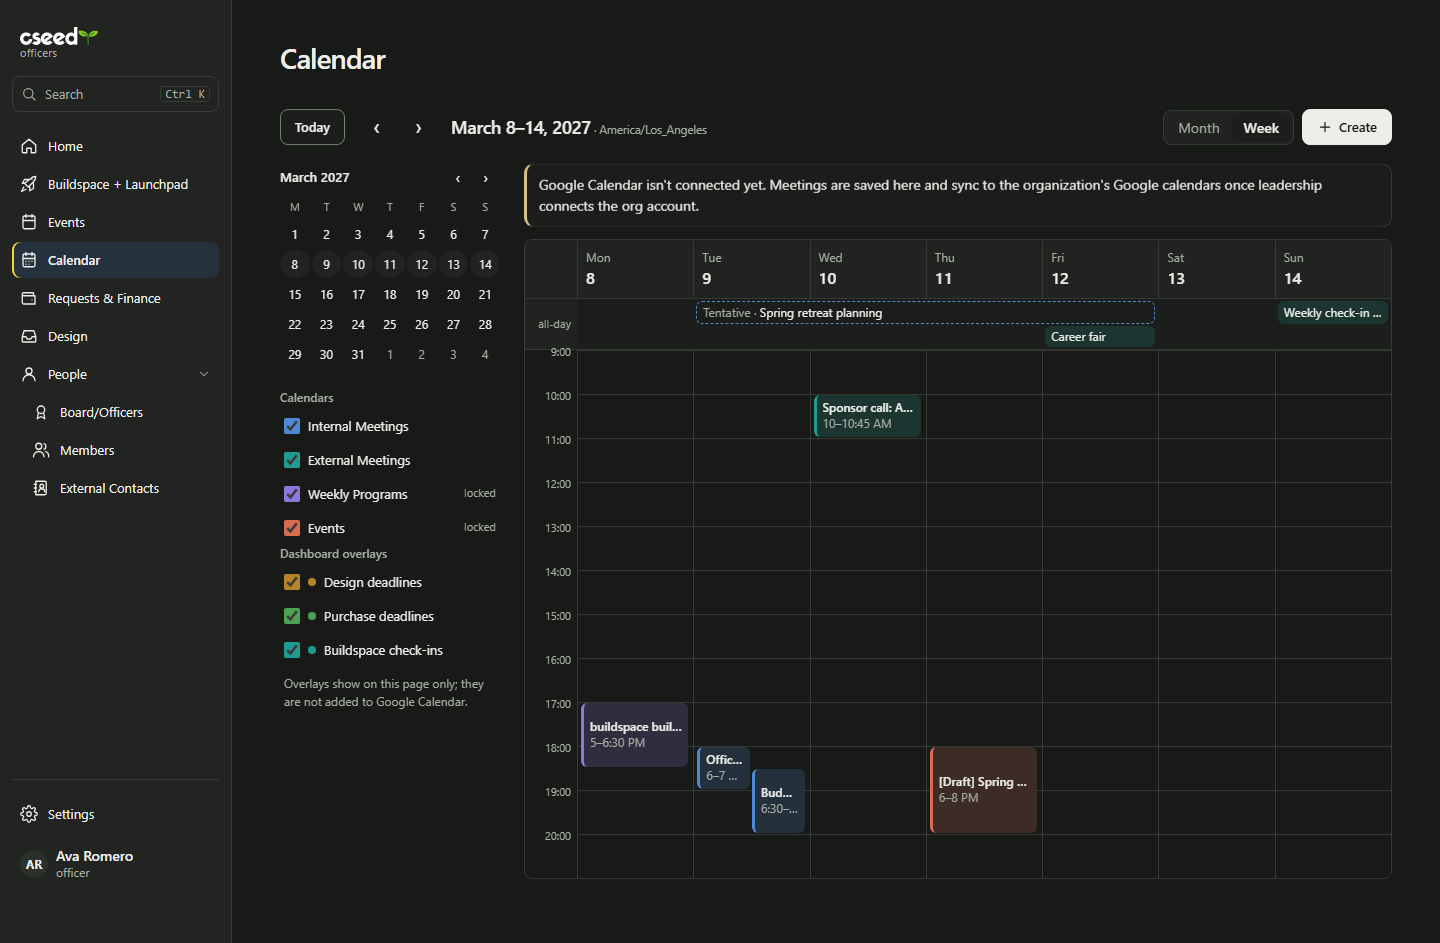 cseed
officers
Search
Ctrl K
Home
Buildspace + Launchpad
Events
Calendar
Requests & Finance
Design
People
Board/Officers
Members
External Contacts
Settings
AR
Ava Romero
officer
Calendar
Today
March 8–14, 2027 · America/Los_Angeles
Month
Week
+ Create
March 2027
M T W T F S S
1 2 3 4 5 6 7
8 9 10 11 12 13 14
15 16 17 18 19 20 21
22 23 24 25 26 27 28
29 30 31 1 2 3 4
Calendars
Internal Meetings
External Meetings
Weekly Programs locked
Events locked
Dashboard overlays
Design deadlines
Purchase deadlines
Buildspace check-ins
Overlays show on this page only; they
are not added to Google Calendar.
Google Calendar isn't connected yet. Meetings are saved here and sync to the organization's Google calendars once leadership
connects the org account.
Mon Tue Wed Thu Fri Sat Sun
8 9 10 11 12 13 14
all-day
Tentative · Spring retreat planning
Weekly check-in ...
Career fair
9:00
10:00
Sponsor call: A...
10–10:45 AM
11:00
12:00
13:00
14:00
15:00
16:00
17:00
buildspace buil...
5–6:30 PM
18:00
Offic...
6–7 ...
Bud...
6:30–...
[Draft] Spring ...
6–8 PM
19:00
20:00